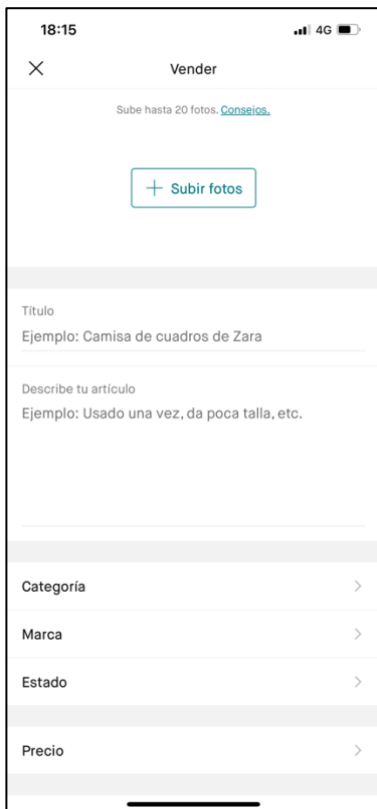 18:15
4G
Vender
Sube hasta 20 fotos. Consejos.
+ Subir fotos
Título
Ejemplo: Camisa de cuadros de Zara
Describe tu artículo
Ejemplo: Usado una vez, da poca talla, etc.
Categoría
Marca
Estado
Precio